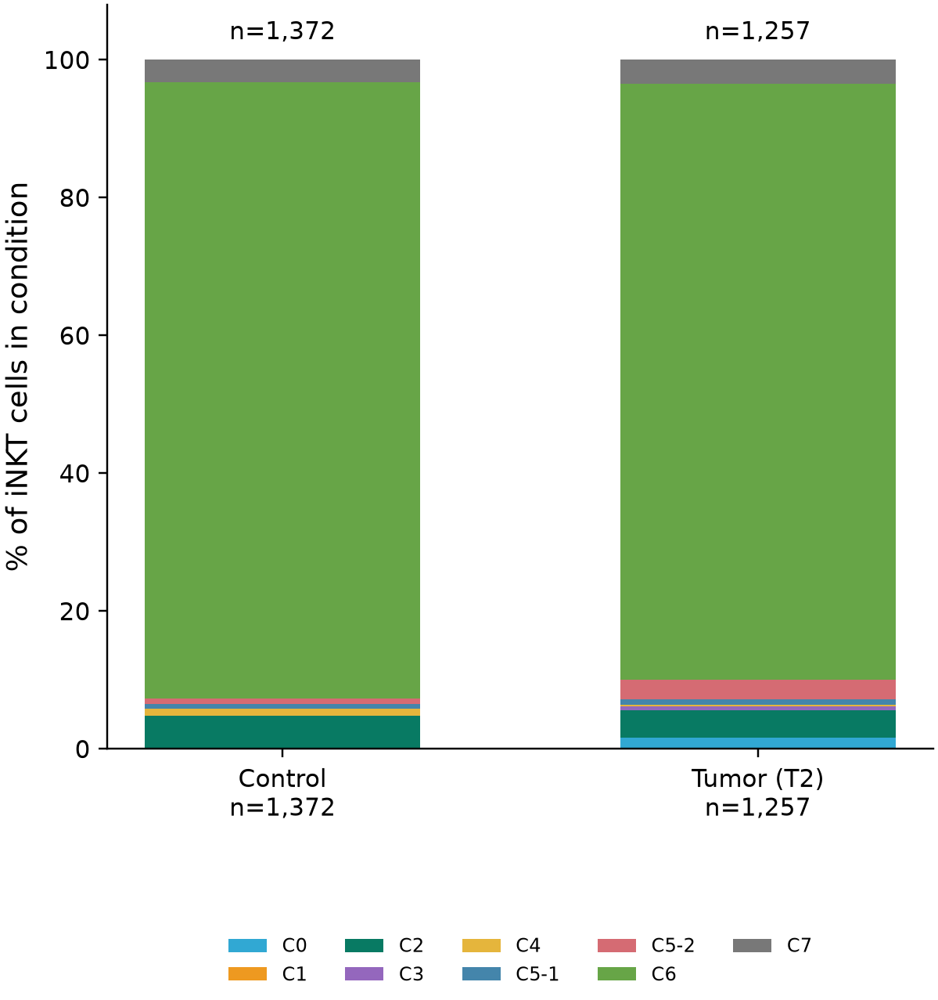 n=1,372
n=1,257
% of iNKT cells in condition
100
80
60
40
20
0
Control
n=1,372
Tumor (T2)
n=1,257
C0
C2
C4
C5-2
C7
C1
C3
C5-1
C6